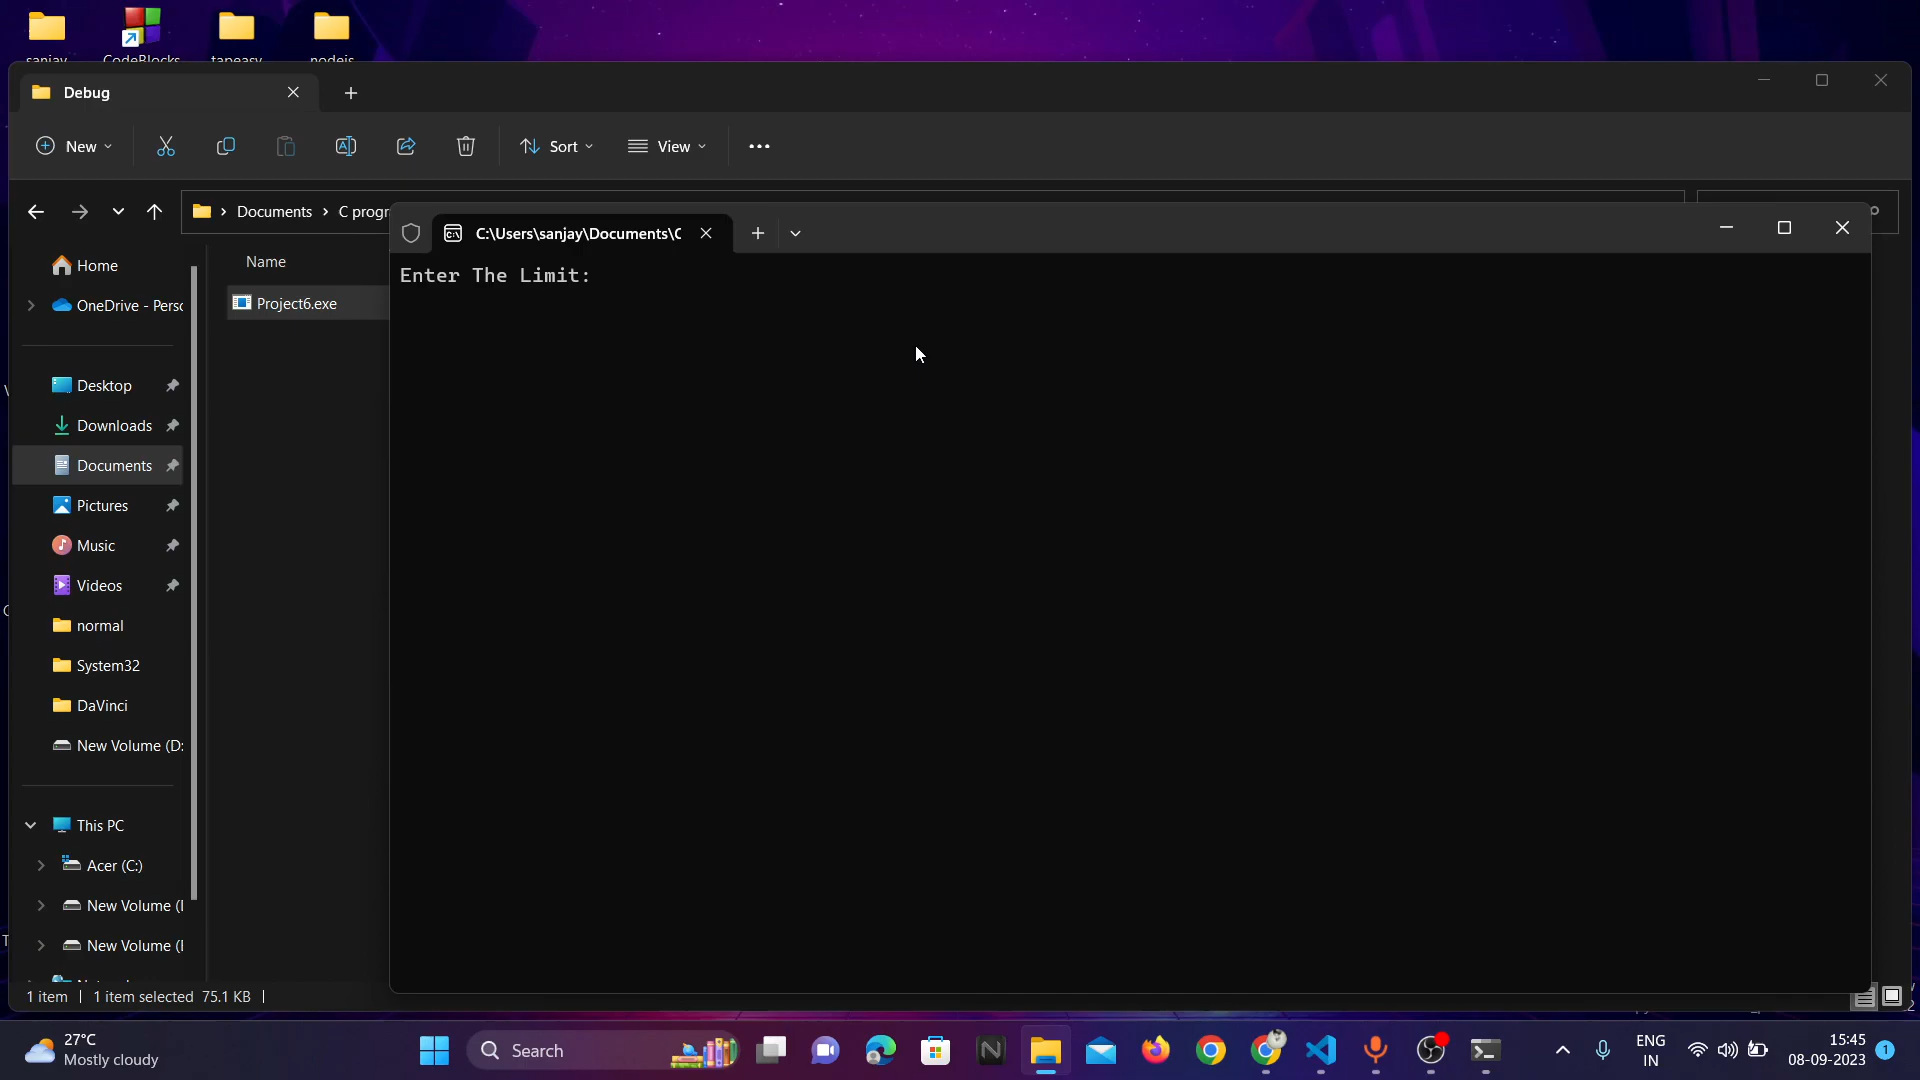 CodeBlocks
tapeasy
nodejs
Debug
New
Sort
View
Documents
C progr
C:\Users\sanjay\Documents\C
Enter The Limit:
Name
Project6.exe
Home
OneDrive - Perso
Desktop
Downloads
Documents
Pictures
Music
Videos
normal
System32
DaVinci
New Volume (D:
This PC
Acer (C:)
New Volume (
New Volume (
1 item
1 item selected 75.1 KB
27°C
Mostly cloudy
Search
ENG
IN
15:45
08-09-2023
1